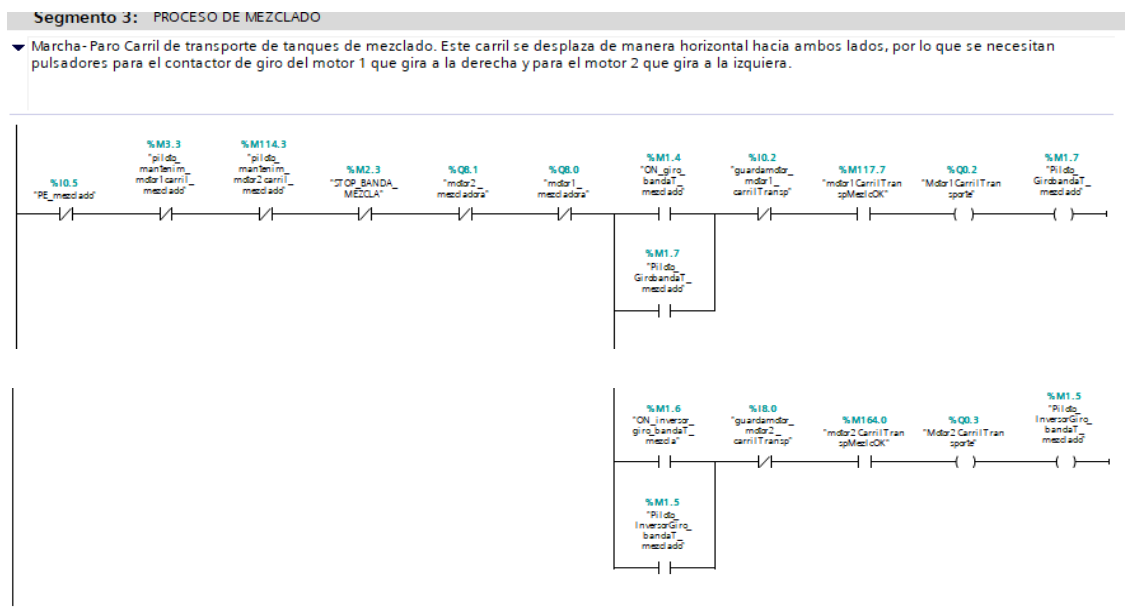 Segmento 3: PROCESO DE MEZCLADO
Marcha- Paro Carril de transporte de tanques de mezclado. Este carril se desplaza de manera horizontal hacia ambos lados, por lo que se necesitan
pulsadores para el contactor de giro del motor 1 que gira a la derecha y para el motor 2 que gira a la izquiera.
%I0.5
"PE_mezclado"
%M3.3
"piloto_
mantenim_
motor1carril_
mezclado"
%M114.3
"piloto_
mantenim_
motor2carril_
mezclado"
%M2.3
"STOP_BANDA_
MEZCLA"
%Q8.1
"motor2_
mezcladora"
%Q8.0
"motor1_
mezcladora"
%M1.4
"ON_giro_
bandaT_
mezclado"
%I0.2
"guardamotor_
motor1_
carrilTransp"
%M117.7
"motor1CarrilTran
spMezlcOK"
%Q0.2
"Motor1CarrilTran
sporte"
%M1.7
"Piloto_
GirobandaT_
mezclado"
%M1.7
"Piloto_
GirobandaT_
mezclado"
%M1.6
"ON_inversor_
giro_bandaT_
mezcla"
%I8.0
"guardamotor_
motor2_
carrilTransp"
%M164.0
"motor2CarrilTran
spMezlcOK"
%Q0.3
"Motor2CarrilTran
sporte"
%M1.5
"Piloto_
InversorGiro_
bandaT_
mezclado"
%M1.5
"Piloto_
InversorGiro_
bandaT_
mezclado"